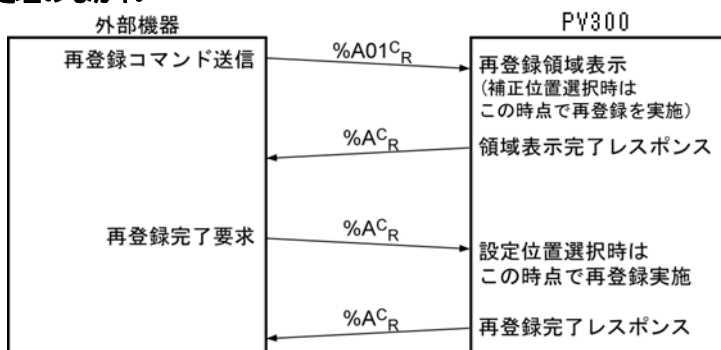 外部機器
PV300
再登録コマンド送信
%A01CR
再登録領域表示
(補正位置選択時は
この時点で再登録を実施)
%ACR
領域表示完了レスポンス
再登録完了要求
%ACR
設定位置選択時は
この時点で再登録実施
%ACR
再登録完了レスポンス